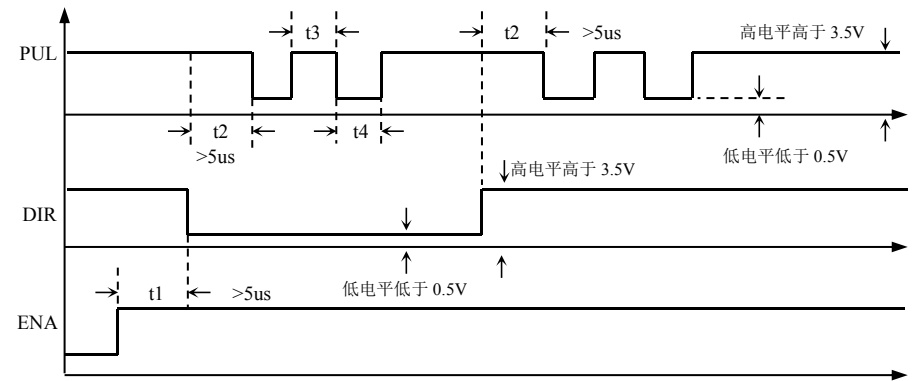 t3
t2
>5us
高电平高于 3.5V
PUL
t2
t4
>5us
低电平低于 0.5V
高电平高于 3.5V
DIR
低电平低于 0.5V
t1
>5us
ENA